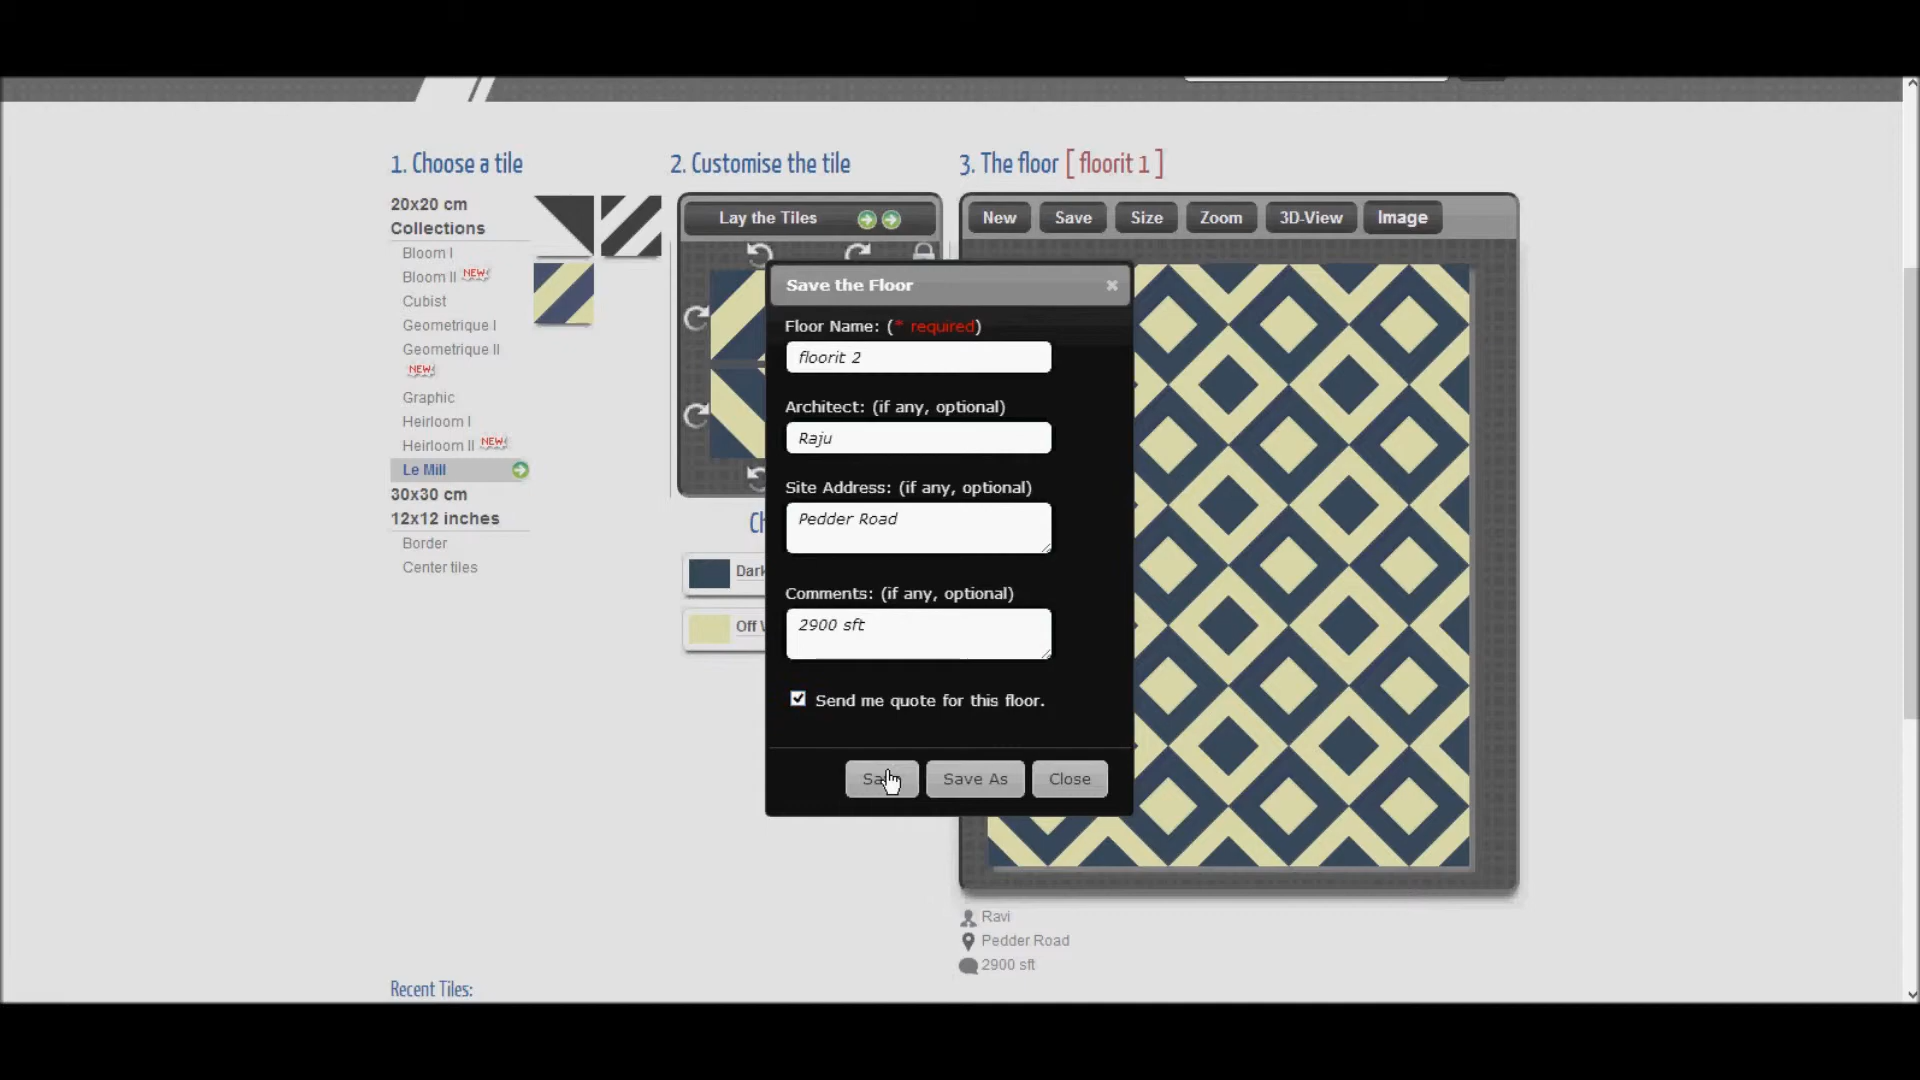 1. Choose a tile
20x20 cm
Collections
Bloom I
Bloom II NEW!
Cubist
Geometrique I
Geometrique II
NEW!
Graphic
Heirloom I
Heirloom II NEW!
Le Mill
30x30 cm
12x12 inches
Border
Center tiles
Recent Tiles:
2. Customise the tile
Lay the Tiles
Dark
Off
Save the Floor
Floor Name: (* required)
floorit 2
Architect: (if any, optional)
Raju
Site Address: (if any, optional)
Pedder Road
Comments: (if any, optional)
2900 sft
Send me quote for this floor.
Save As Close
3. The floor [ floorit 1 ]
New Save Size Zoom 3D-View Image
Ravi
Pedder Road
2900 sft